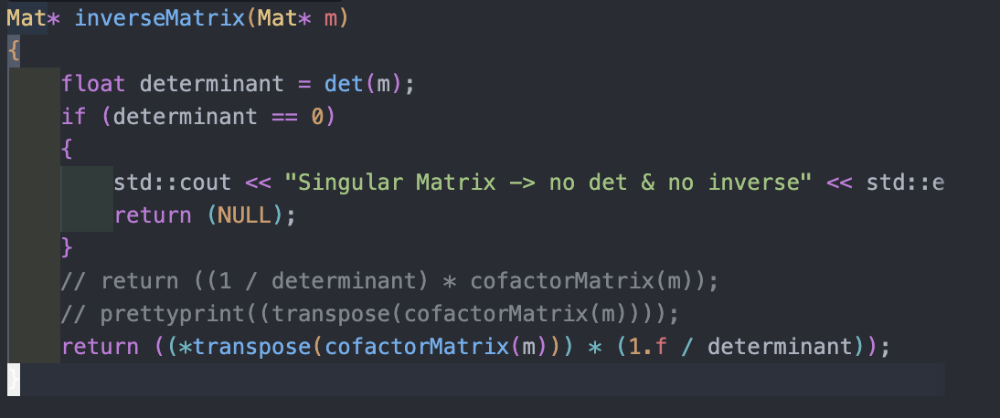 Mat* inverseMatrix(Mat* m)
{
float determinant = det(m);
if (determinant == 0)
{
std::cout << "Singular Matrix -> no det & no inverse" << std::e
return (NULL);
}
// return ((1 / determinant) * cofactorMatrix(m));
// prettyprint((transpose(cofactorMatrix(m))));
return ((*transpose(cofactorMatrix(m))) * (1.f / determinant));
}